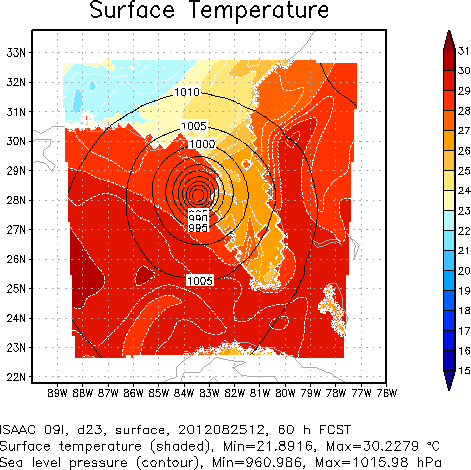 Surface Temperature
33N
32N
31N
30N
29N
28N
27N
26N
25N
24N
23N
22N
89W 88W 87W 86W 85W 84W 83W 82W 81W 80W 79W 78W 77W 76W
1010
1005
1000
990
995
1005
31
30
29
28
27
26
25
24
23
22
21
20
19
18
17
16
15
ISAAC 09l, d23, surface, 2012082512, 60 h FCST
Surface temperature (shaded), Min=21.8916, Max=30.2279 °C
Sea level pressure (contour), Min=960.986, Max=1015.98 hPa